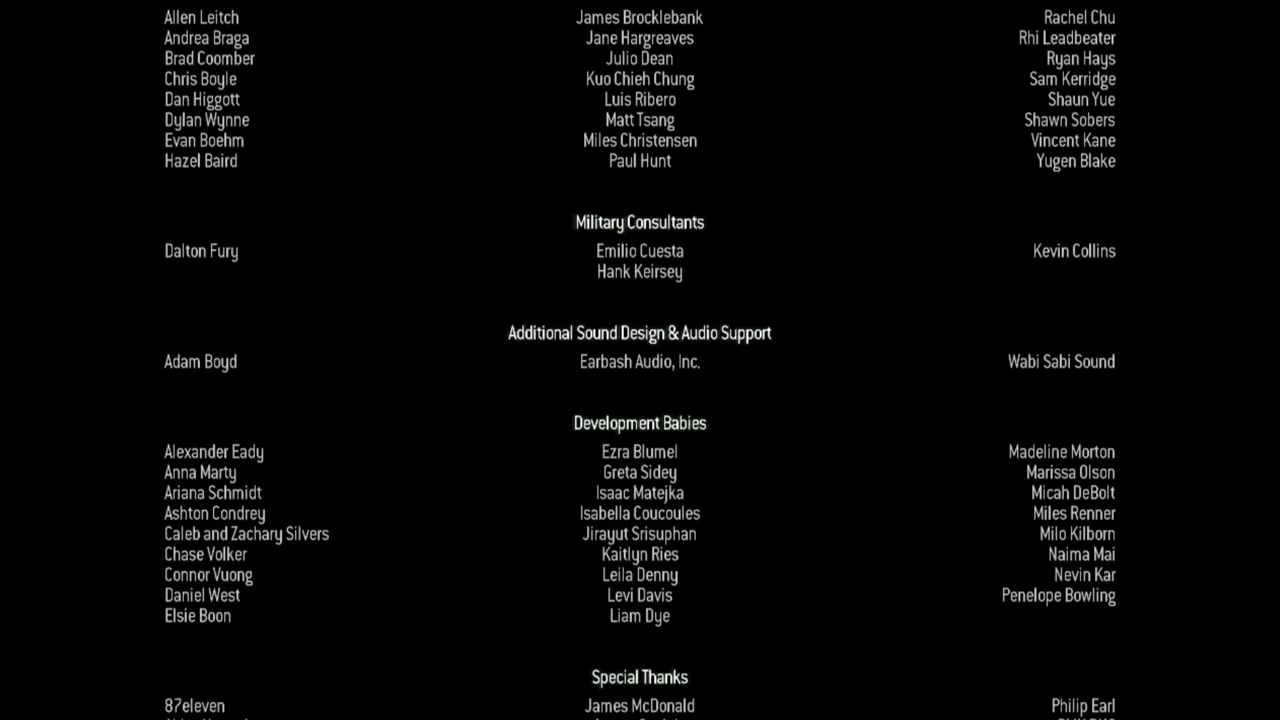 Allen Leitch James Brocklebank Rachel Chu
Andrea Braga Jane Hargreaves Rhi Leadbeater
Brad Coomber Julio Dean Ryan Hays
Chris Boyle Kuo Chieh Chung Sam Kerridge
Dan Higgott Luis Ribero Shaun Yue
Dylan Wynne Matt Tsang Shawn Sobers
Evan Boehm Miles Christensen Vincent Kane
Hazel Baird Paul Hunt Yugen Blake
Military Consultants
Dalton Fury Emilio Cuesta Kevin Collins
Hank Keirsey
Additional Sound Design & Audio Support
Adam Boyd Earbash Audio, Inc. Wabi Sabi Sound
Development Babies
Alexander Eady Ezra Blumel Madeline Morton
Anna Marty Greta Sidey Marissa Olson
Ariana Schmidt Isaac Matejka Micah DeBolt
Ashton Condrey Isabella Coucoules Miles Renner
Caleb and Zachary Silvers Jirayut Srisuphan Milo Kilborn
Chase Volker Kaitlyn Ries Naima Mai
Connor Vuong Leila Denny Nevin Kar
Daniel West Levi Davis Penelope Bowling
Elsie Boon Liam Dye
Special Thanks
87eleven James McDonald Philip Earl